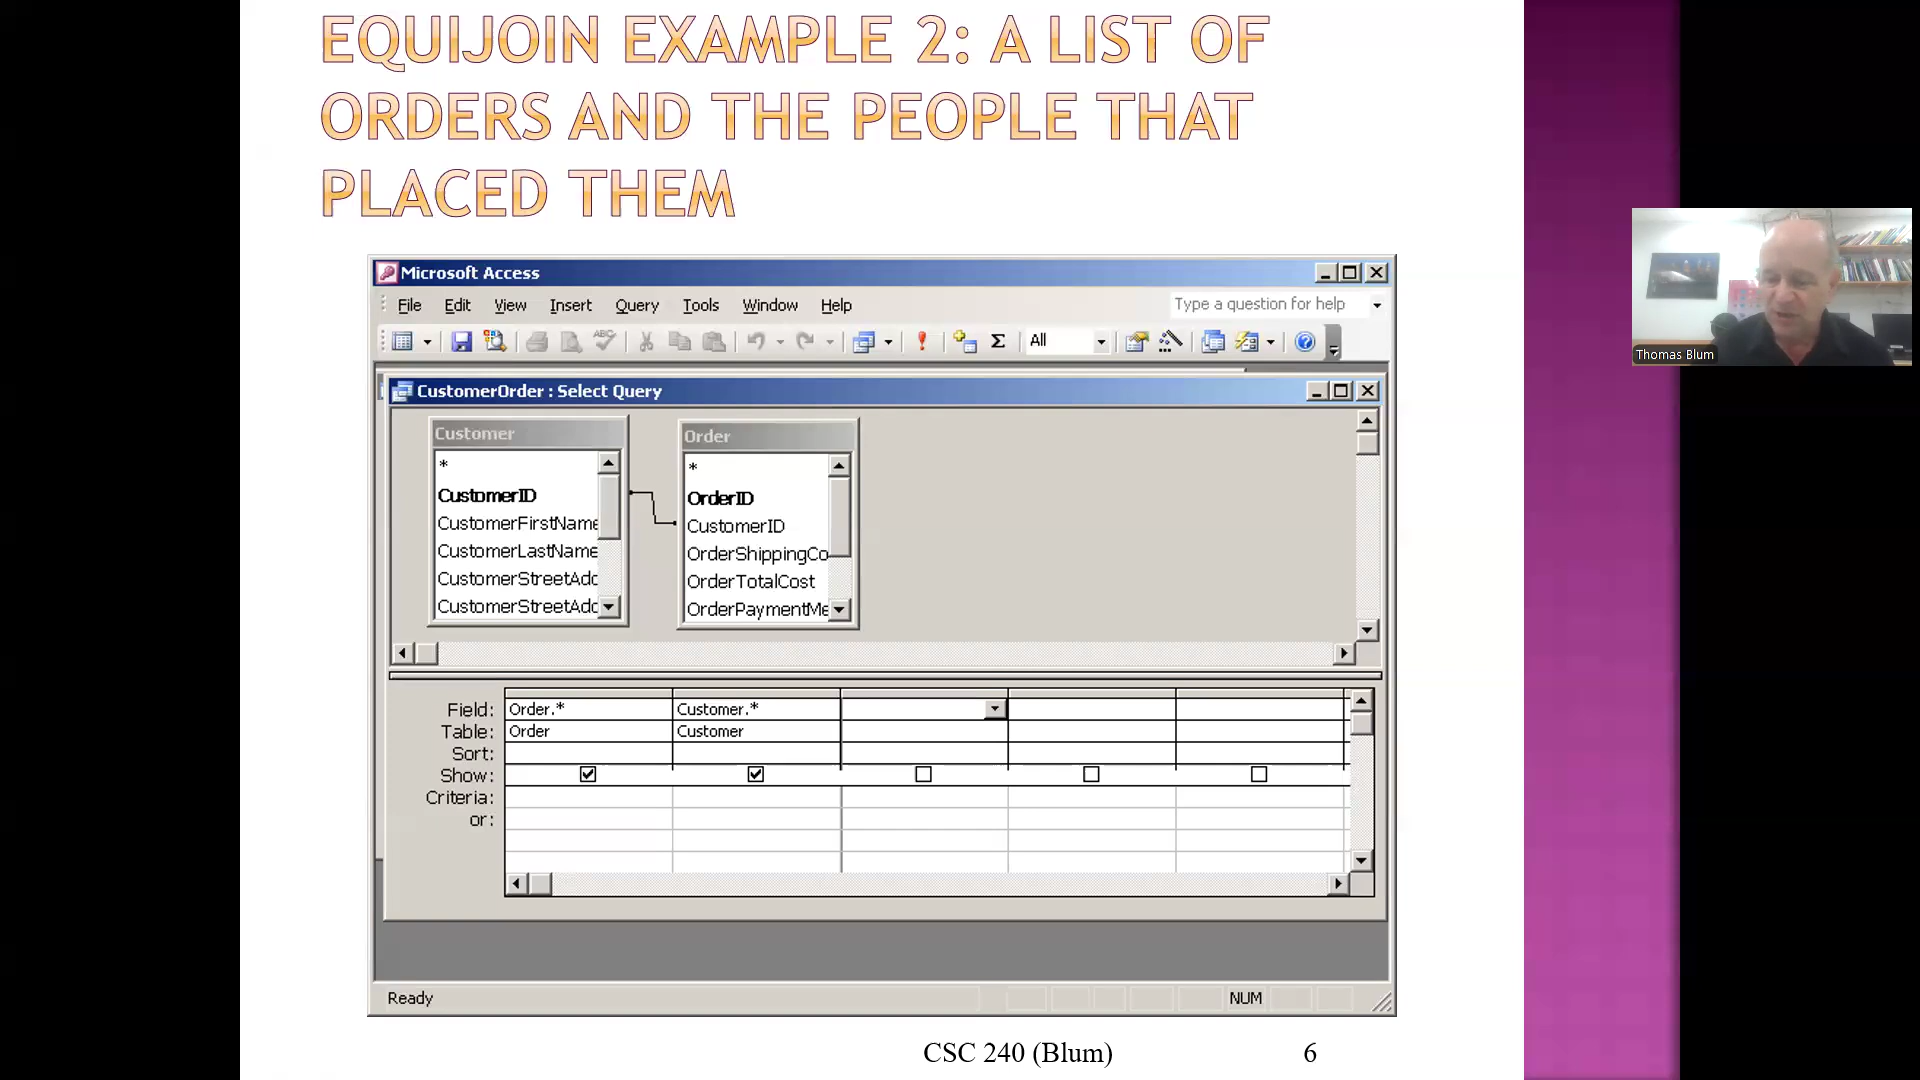 EQUIJOIN EXAMPLE 2: A LIST OF
ORDERS AND THE PEOPLE THAT
PLACED THEM
Microsoft Access
File Edit View Insert Query Tools Window Help
Type a question for help
All
CustomerOrder : Select Query
Customer
*
CustomerID
CustomerFirstName
CustomerLastName
CustomerStreetAdd
CustomerStreetAdd
Order
*
OrderID
CustomerID
OrderShippingCo
OrderTotalCost
OrderPaymentMe
Field: Order.* Customer.*
Table: Order Customer
Sort:
Show:
Criteria:
or:
Ready
NUM
CSC 240 (Blum)
6
Thomas Blum